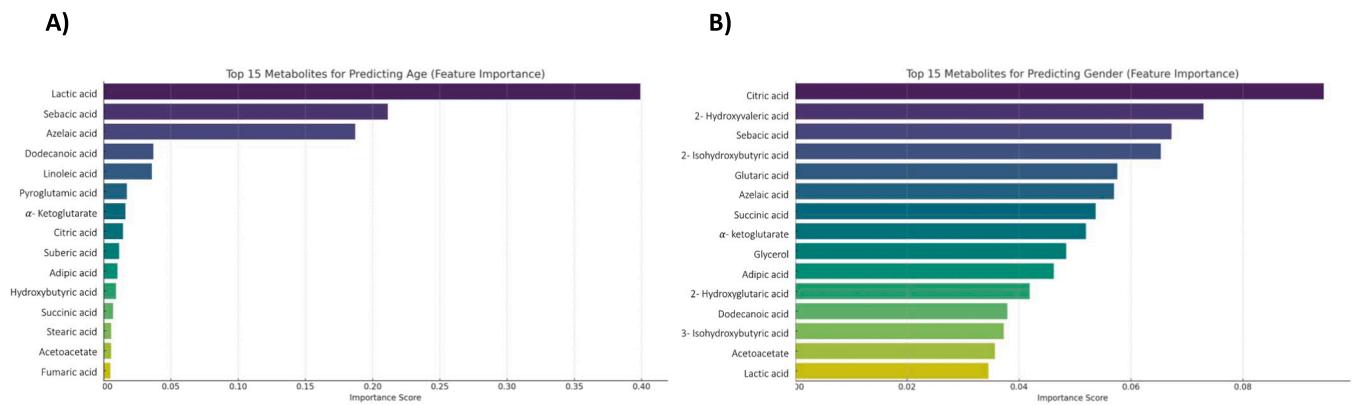 A)
Top 15 Metabolites for Predicting Age (Feature Importance)
Lactic acid
Sebacic acid
Azelaic acid
Dodecanoic acid
Linoleic acid
Pyroglutamic acid
α- Ketoglutarate
Citric acid
Suberic acid
Adipic acid
Hydroxybutyric acid
Succinic acid
Stearic acid
Acetoacetate
Fumaric acid
00 0.05 0.10 0.15 0.20 0.25 0.30 0.35 0.40
Importance Score
B)
Top 15 Metabolites for Predicting Gender (Feature Importance)
Citric acid
2- Hydroxyvaleric acid
Sebacic acid
2- Isohydroxybutyric acid
Glutaric acid
Azelaic acid
Succinic acid
α- ketoglutarate
Glycerol
Adipic acid
2- Hydroxyglutaric acid
Dodecanoic acid
3- Isohydroxybutyric acid
Acetoacetate
Lactic acid
00 0.02 0.04 0.06 0.08
Importance Score